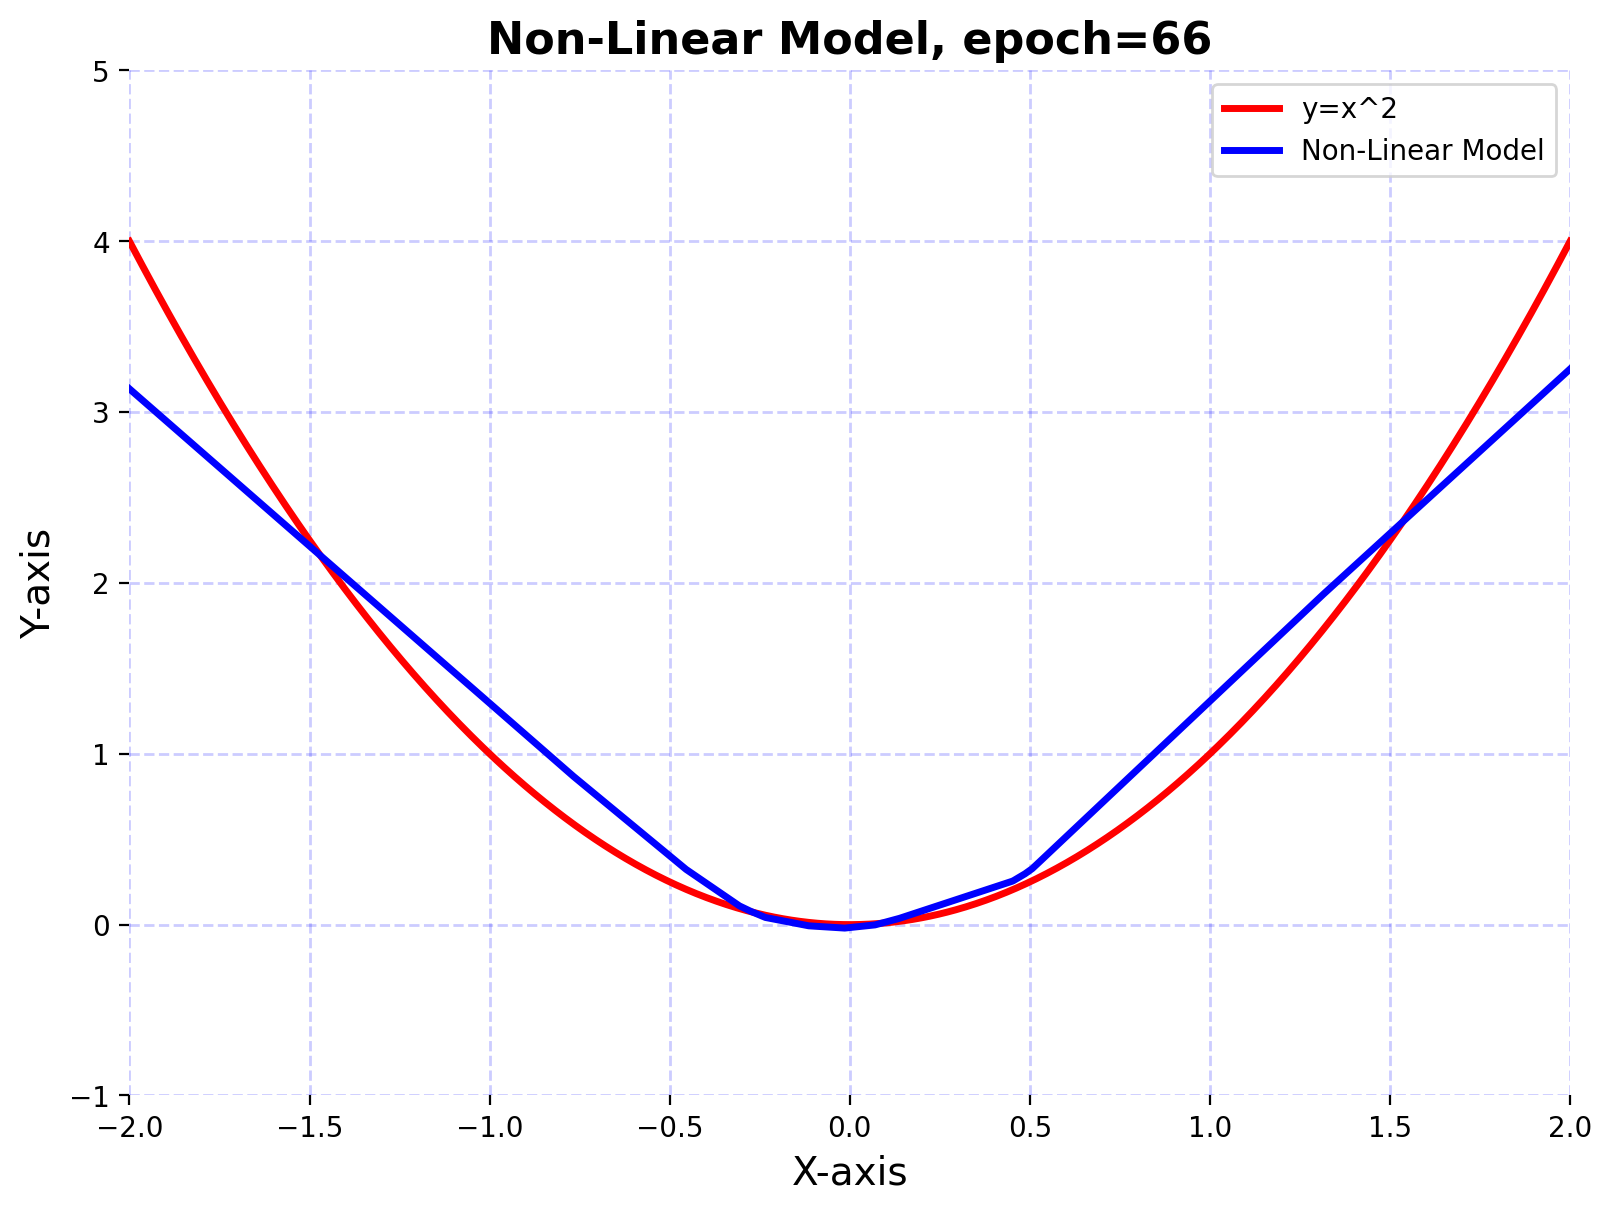 Non-Linear Model, epoch=66
y=x^2
Non-Linear Model
Y-axis
5
4
3
2
1
0
−1
−2.0 −1.5 −1.0 −0.5 0.0 0.5 1.0 1.5 2.0
X-axis